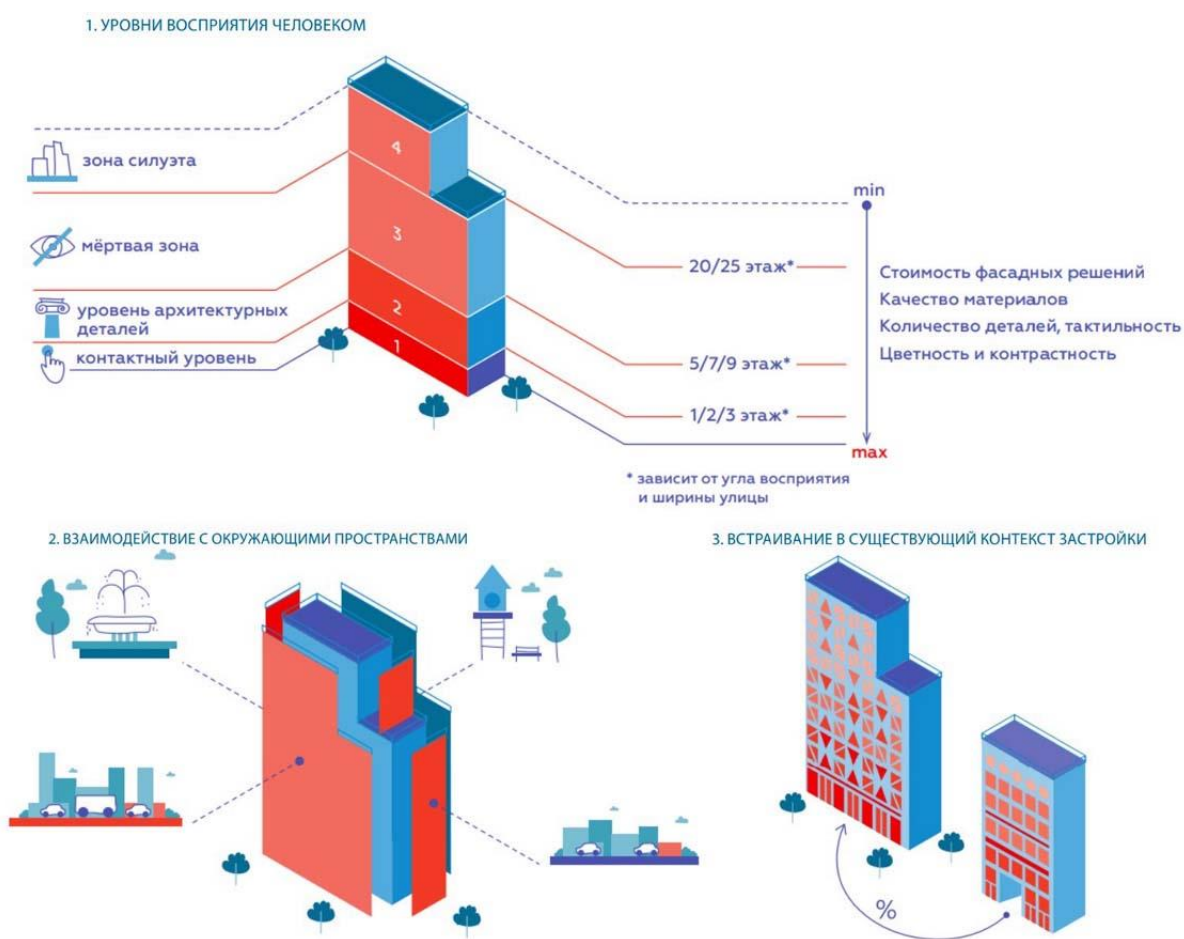 1. УРОВНИ ВОСПРИЯТИЯ ЧЕЛОВЕКОМ
зона силуэта
мёртвая зона
уровень архитектурных
деталей
контактный уровень
4
3
2
1
min
20/25 этаж*
5/7/9 этаж*
1/2/3 этаж*
max
Стоимость фасадных решений
Качество материалов
Количество деталей, тактильность
Цветность и контрастность
* зависит от угла восприятия
и ширины улицы
2. ВЗАИМОДЕЙСТВИЕ С ОКРУЖАЮЩИМИ ПРОСТРАНСТВАМИ
3. ВСТРАИВАНИЕ В СУЩЕСТВУЮЩИЙ КОНТЕКСТ ЗАСТРОЙКИ
%